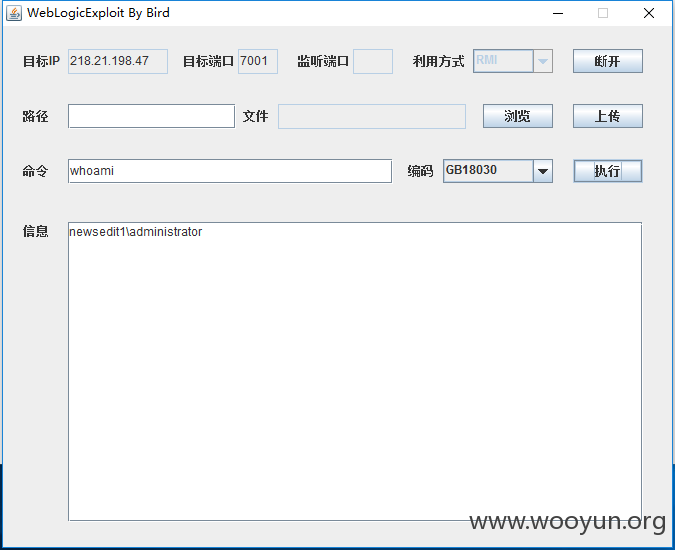 WebLogicExploit By Bird
目标IP 218.21.198.47 目标端口 7001 监听端口 利用方式 RMI 断开
路径 文件 浏览 上传
命令 whoami 编码 GB18030 执行
信息 newsedit1\administrator
www.wooyun.org